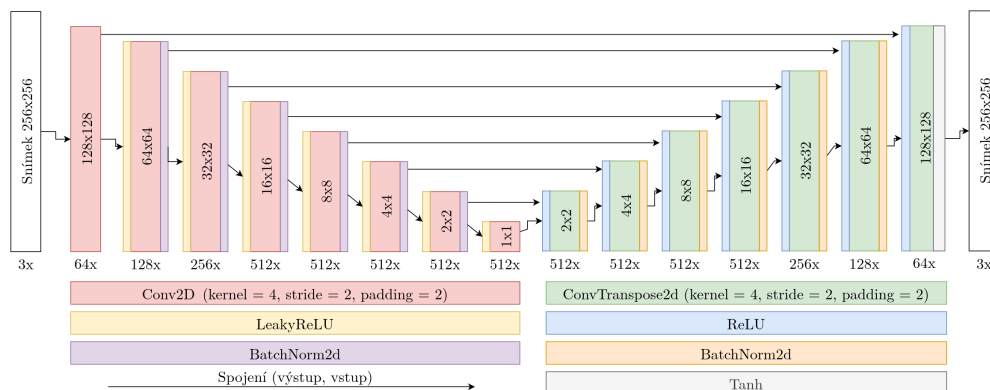 Snímek 256x256
128x128
64x64
32x32
16x16
8x8
4x4
2x2
1x1
2x2
4x4
8x8
16x16
32x32
64x64
128x128
Snímek 256x256
3x 64x 128x 256x 512x 512x 512x 512x 512x 512x 512x 512x 512x 256x 128x 64x 3x
Conv2D (kernel = 4, stride = 2, padding = 2)
ConvTranspose2d (kernel = 4, stride = 2, padding = 2)
LeakyReLU
ReLU
BatchNorm2d
BatchNorm2d
Spojení (výstup, vstup)
Tanh